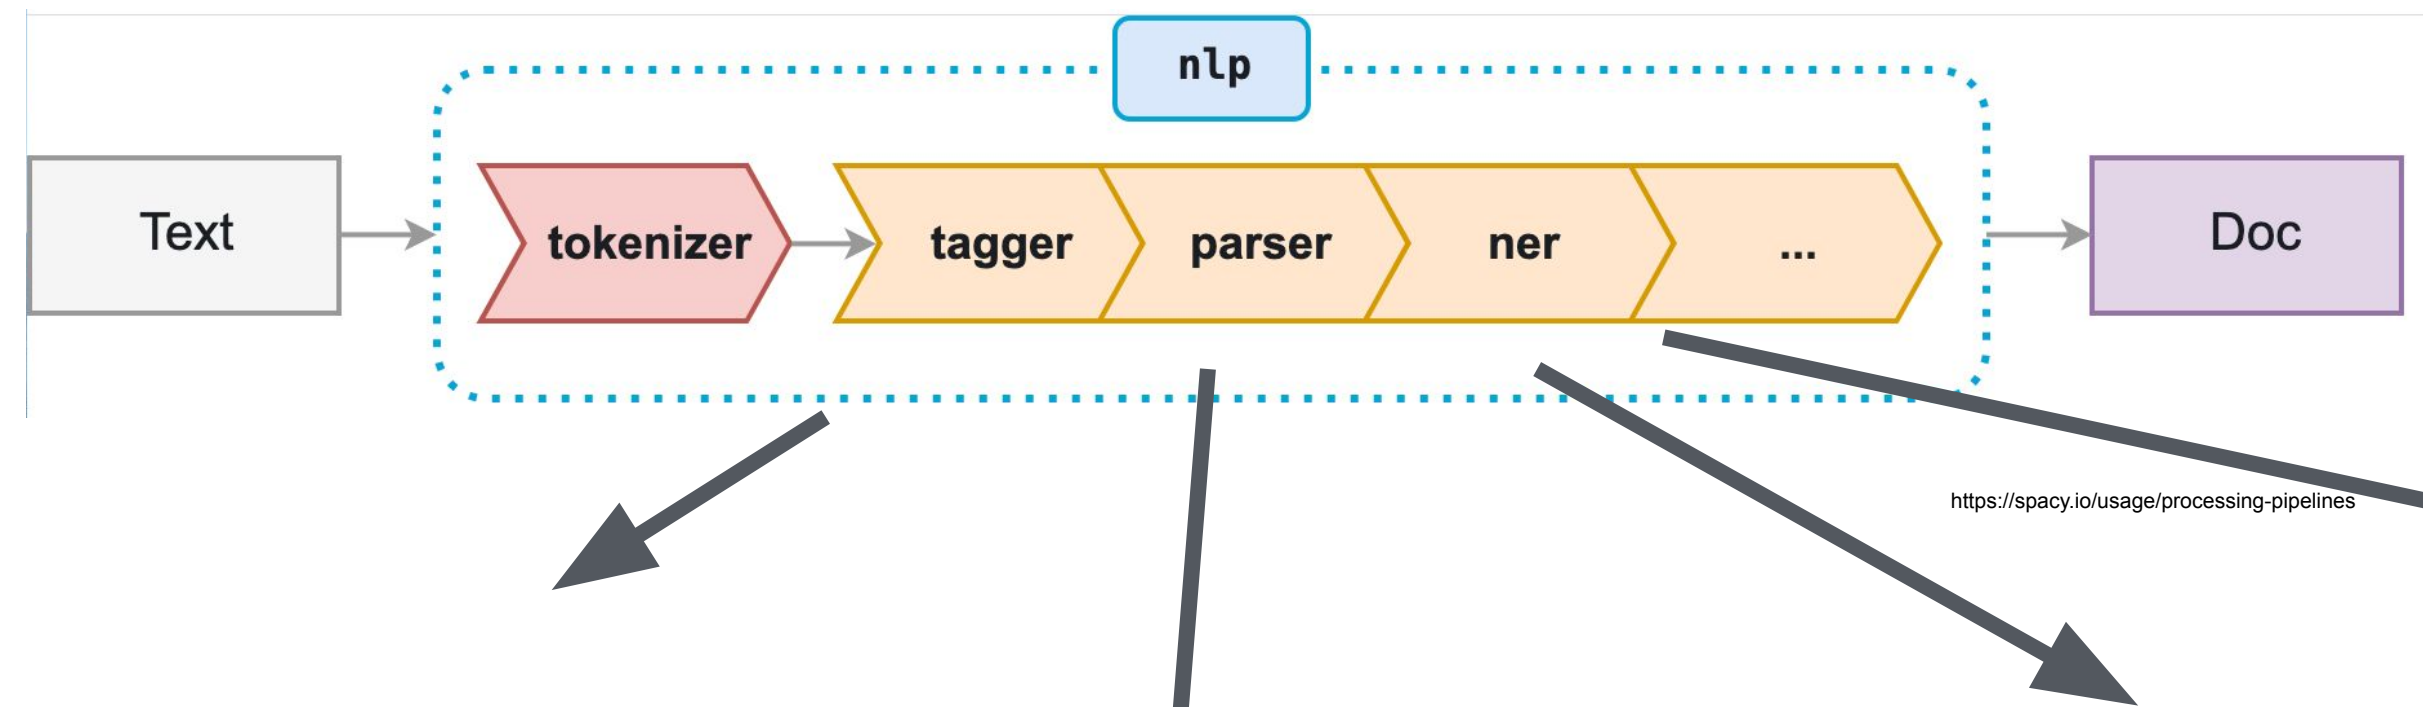 nlp
Text
tokenizer
tagger
parser
ner
...
Doc
https://spacy.io/usage/processing-pipelines